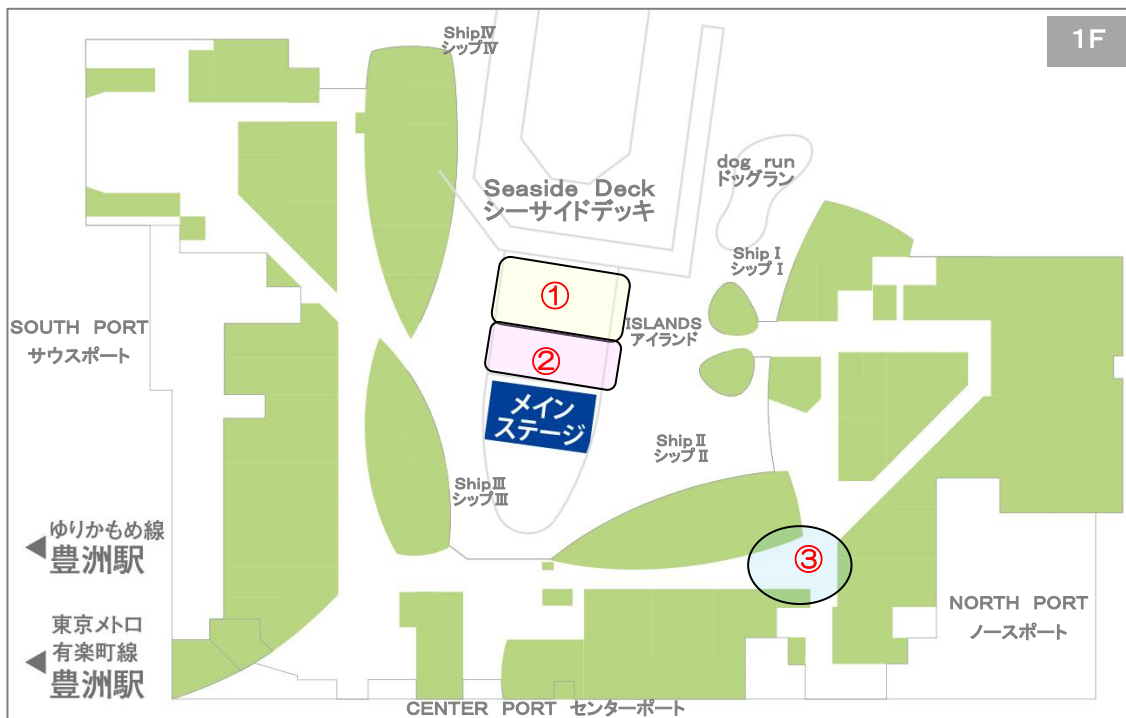 1F
ShipⅣ
シップⅣ
dog run
ドッグラン
Seaside Deck
シーサイドデッキ
ShipⅠ
シップⅠ
①
ISLANDS
アイランド
②
SOUTH PORT
サウスポート
メイン
ステージ
ShipⅡ
シップⅡ
ShipⅢ
シップⅢ
ゆりかもめ線
豊洲駅
③
NORTH PORT
ノースポート
東京メトロ
有楽町線
豊洲駅
CENTER PORT センターポート